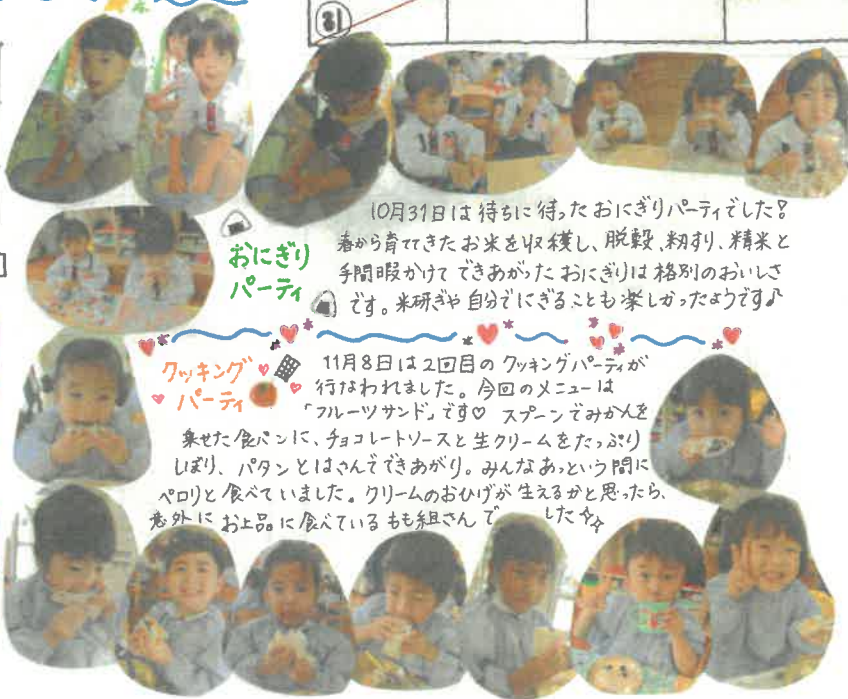 31
おにぎり
パーティ
10月31日は待ちに待ったおにぎりパーティでした!
春から育ててきたお米を収穫し、脱穀、籾すり、精米と
手間暇かけてできあがったおにぎりは格別のおいしさ
です。米研ぎや自分でにぎることも楽しかったようです♪
クッキング
パーティ
11月8日は2回目のクッキングパーティが
行なわれました。今回のメニューは
「フルーツサンド」です♡ スプーンでみかんを
乗せた食パンに、チョコレートソースと生クリームをたっぷり
しぼり、パタンとはさんでできあがり。みんなあっという間に
ペロリと食べていました。クリームのおひげが生えるかと思ったら、
意外にお上品に食べているもも組さんでした☆